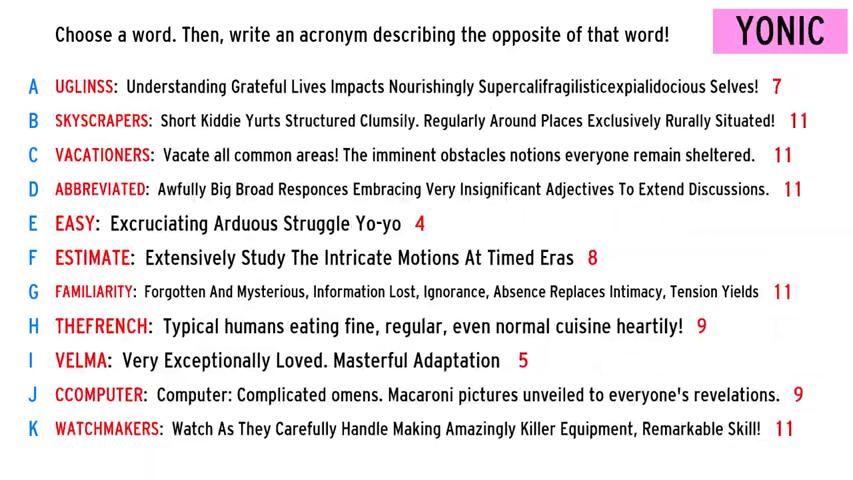 Choose a word. Then, write an acronym describing the opposite of that word!
YONIC
A UGLINSS: Understanding Grateful Lives Impacts Nourishingly Supercalifragilisticexpialidocious Selves! 7
B SKYSCRAPERS: Short Kiddie Yurts Structured Clumsily. Regularly Around Places Exclusively Rurally Situated! 11
C VACATIONERS: Vacate all common areas! The imminent obstacles notions everyone remain sheltered. 11
D ABBREVIATED: Awfully Big Broad Responces Embracing Very Insignificant Adjectives To Extend Discussions. 11
E EASY: Excruciating Arduous Struggle Yo-yo 4
F ESTIMATE: Extensively Study The Intricate Motions At Timed Eras 8
G FAMILIARITY: Forgotten And Mysterious, Information Lost, Ignorance, Absence Replaces Intimacy, Tension Yields 11
H THEFRENCH: Typical humans eating fine, regular, even normal cuisine heartily! 9
I VELMA: Very Exceptionally Loved. Masterful Adaptation 5
J CCOMPUTER: Computer: Complicated omens. Macaroni pictures unveiled to everyone's revelations. 9
K WATCHMAKERS: Watch As They Carefully Handle Making Amazingly Killer Equipment, Remarkable Skill! 11